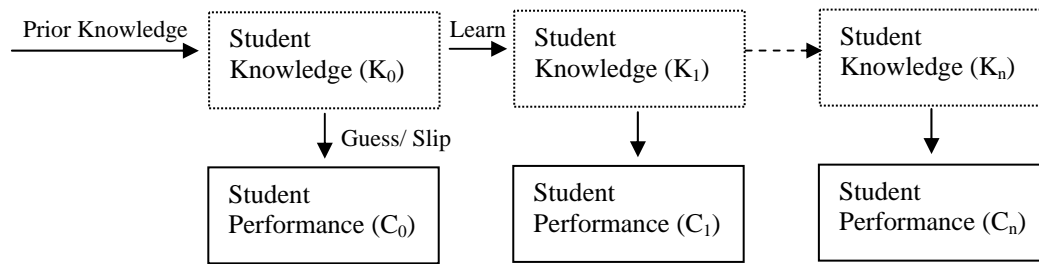 Prior Knowledge
Student
Knowledge (K₀)
Learn
Student
Knowledge (K₁)
Student
Knowledge (Kₙ)
Guess/ Slip
Student
Performance (C₀)
Student
Performance (C₁)
Student
Performance (Cₙ)